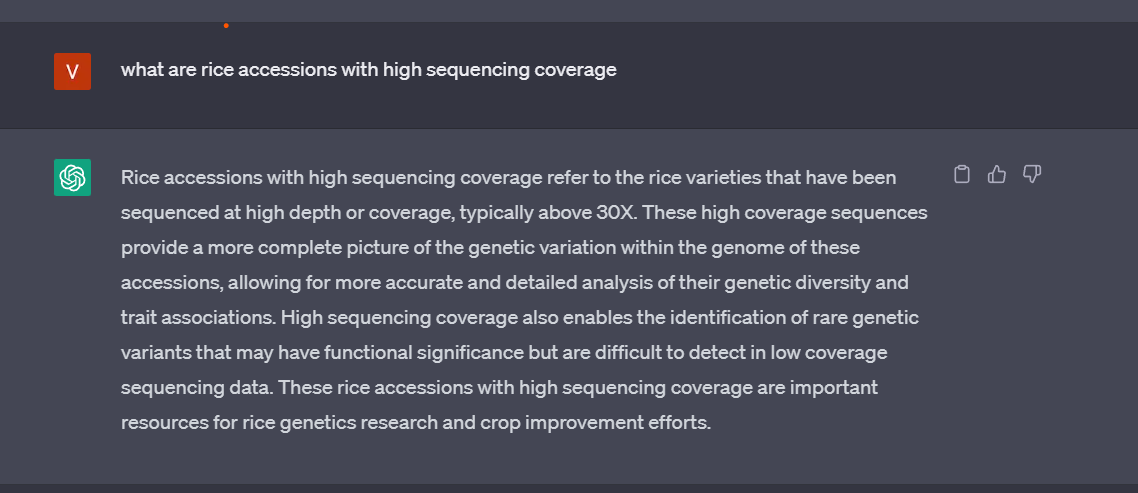 V
what are rice accessions with high sequencing coverage
Rice accessions with high sequencing coverage refer to the rice varieties that have been
sequenced at high depth or coverage, typically above 30X. These high coverage sequences
provide a more complete picture of the genetic variation within the genome of these
accessions, allowing for more accurate and detailed analysis of their genetic diversity and
trait associations. High sequencing coverage also enables the identification of rare genetic
variants that may have functional significance but are difficult to detect in low coverage
sequencing data. These rice accessions with high sequencing coverage are important
resources for rice genetics research and crop improvement efforts.